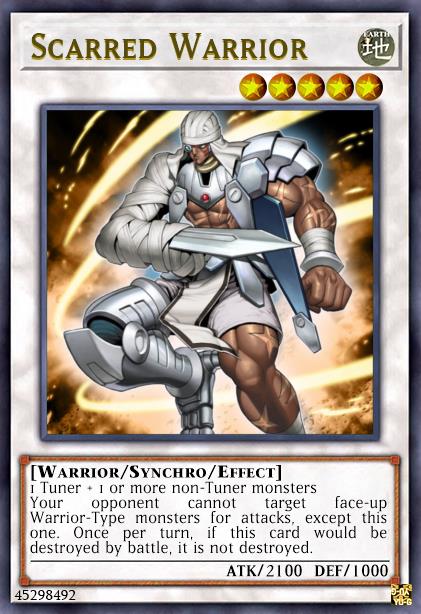 Scarred Warrior
EARTH
地
[Warrior/Synchro/Effect]
1 Tuner + 1 or more non-Tuner monsters
Your opponent cannot target face-up
Warrior-Type monsters for attacks, except this
one. Once per turn, if this card would be
destroyed by battle, it is not destroyed.
ATK/2100 DEF/1000
45298492